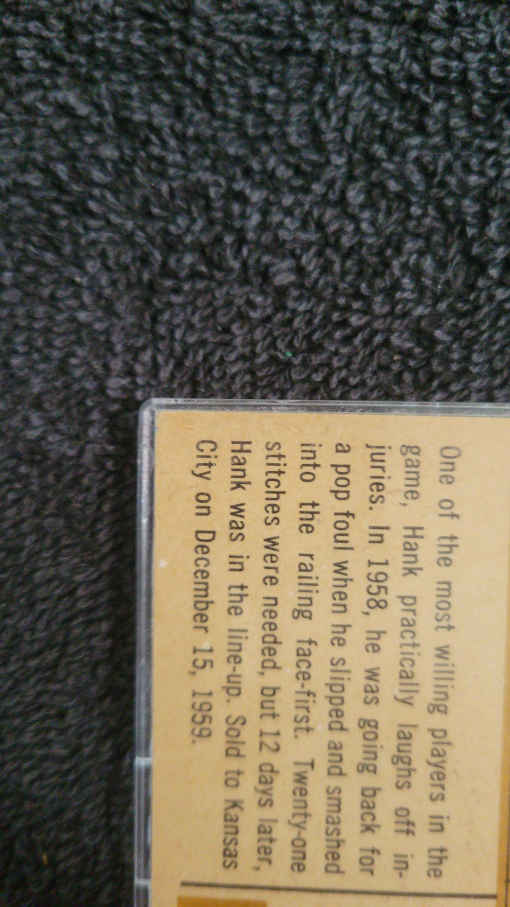 One of the most willing players in the
game, Hank practically laughs off in-
juries. In 1958, he was going back for
a pop foul when he slipped and smashed
into the railing face-first. Twenty-one
stitches were needed, but 12 days later,
Hank was in the line-up. Sold to Kansas
City on December 15, 1959.